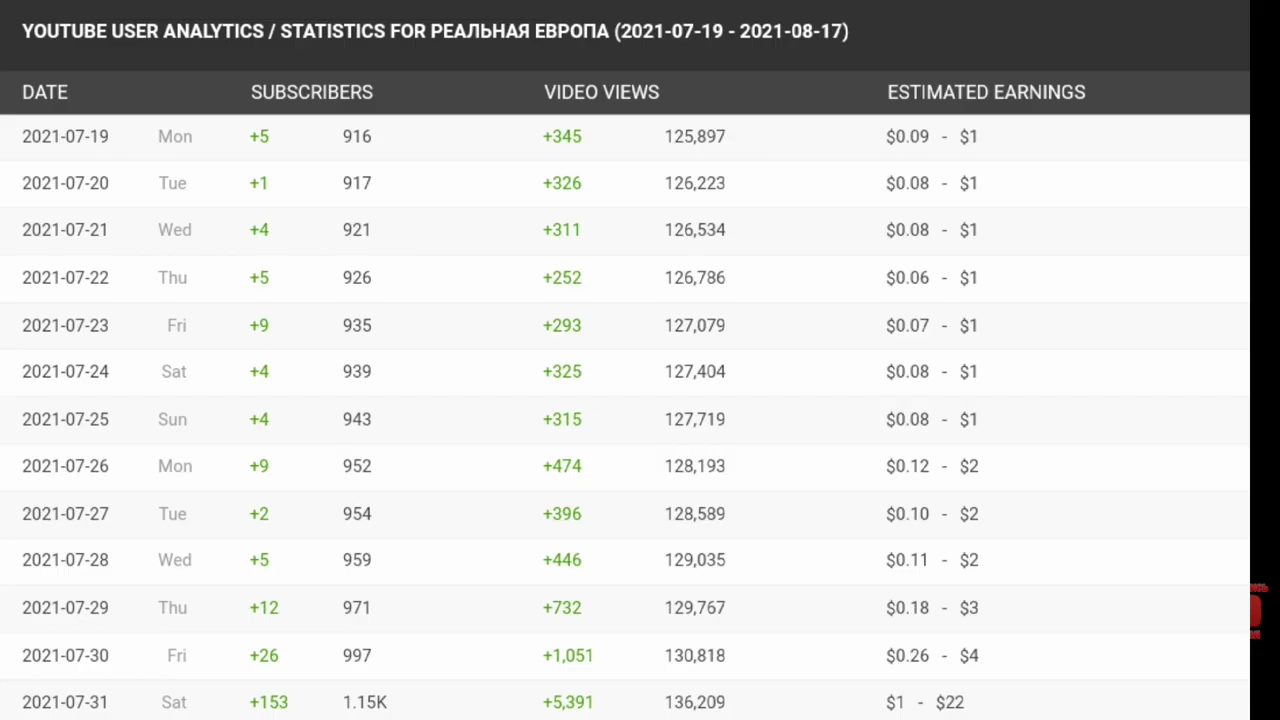 YOUTUBE USER ANALYTICS / STATISTICS FOR РЕАЛЬНАЯ ЕВРОПА (2021-07-19 - 2021-08-17)
DATE SUBSCRIBERS VIDEO VIEWS ESTIMATED EARNINGS
2021-07-19 Mon +5 916 +345 125,897 $0.09 - $1
2021-07-20 Tue +1 917 +326 126,223 $0.08 - $1
2021-07-21 Wed +4 921 +311 126,534 $0.08 - $1
2021-07-22 Thu +5 926 +252 126,786 $0.06 - $1
2021-07-23 Fri +9 935 +293 127,079 $0.07 - $1
2021-07-24 Sat +4 939 +325 127,404 $0.08 - $1
2021-07-25 Sun +4 943 +315 127,719 $0.08 - $1
2021-07-26 Mon +9 952 +474 128,193 $0.12 - $2
2021-07-27 Tue +2 954 +396 128,589 $0.10 - $2
2021-07-28 Wed +5 959 +446 129,035 $0.11 - $2
2021-07-29 Thu +12 971 +732 129,767 $0.18 - $3
2021-07-30 Fri +26 997 +1,051 130,818 $0.26 - $4
2021-07-31 Sat +153 1.15K +5,391 136,209 $1 - $22